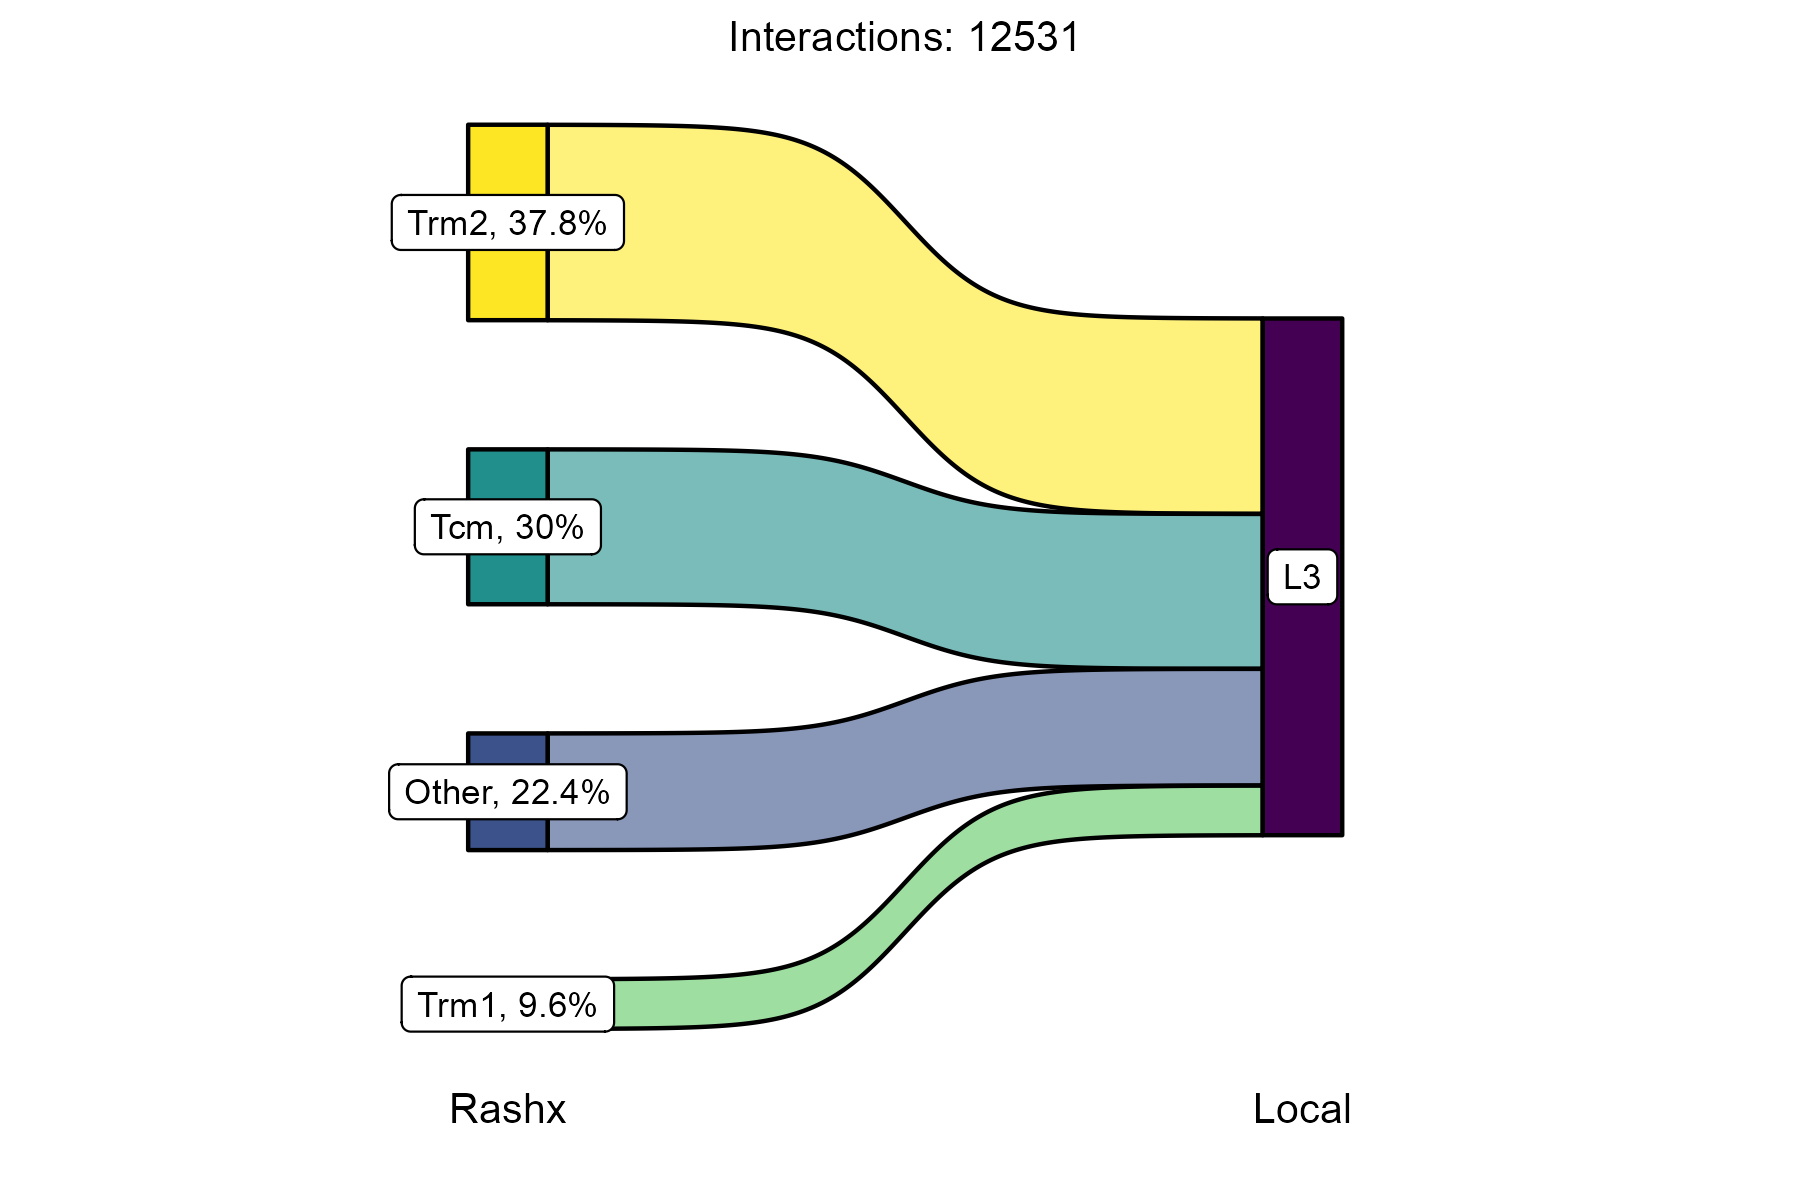 Interactions: 12531
Trm2, 37.8%
Tcm, 30%
L3
Other, 22.4%
Trm1, 9.6%
Rashx
Local